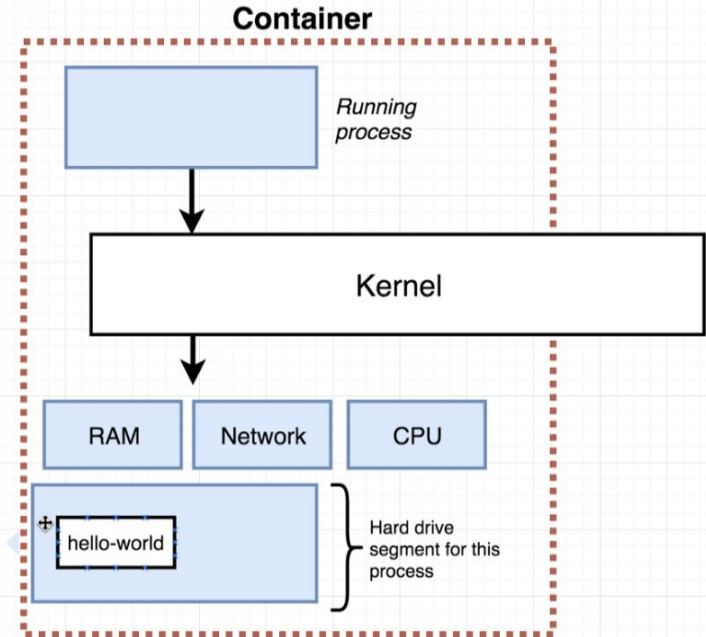 Container
Running
process
Kernel
RAM
Network
CPU
hello-world
Hard drive
segment for this
process